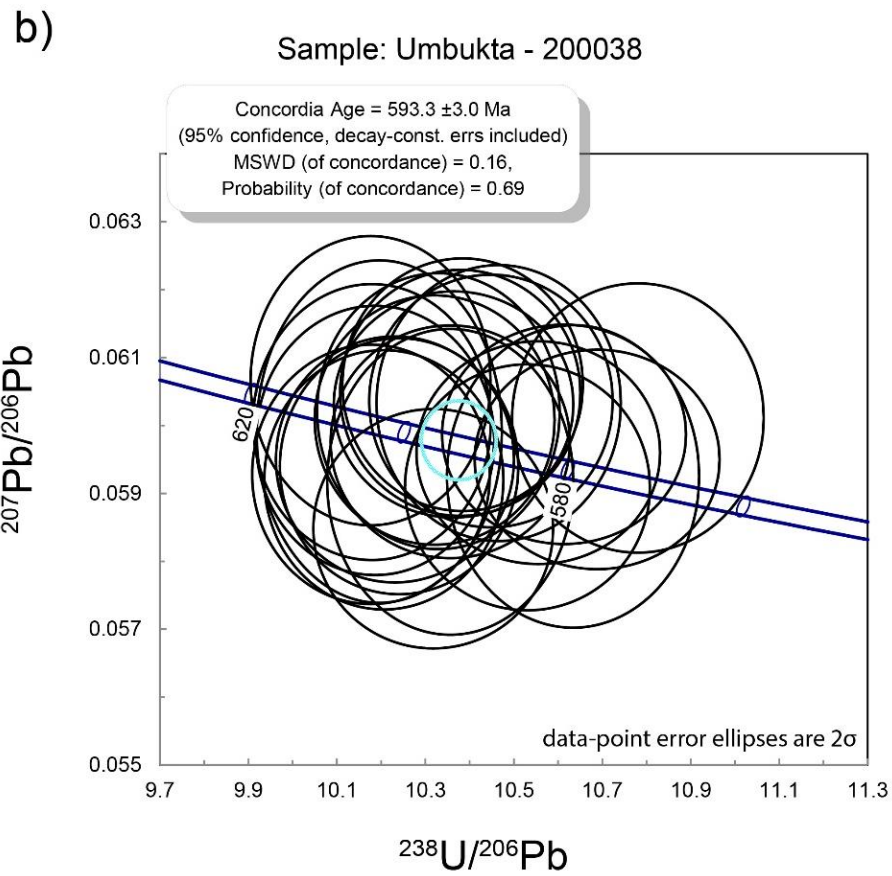 b)
Sample: Umbukta - 200038
Concordia Age = 593.3 ±3.0 Ma
(95% confidence, decay-const. errs included)
MSWD (of concordance) = 0.16,
Probability (of concordance) = 0.69
0.063
0.061
0.059
0.057
0.055
207Pb/206Pb
620
580
data-point error ellipses are 2σ
9.7 9.9 10.1 10.3 10.5 10.7 10.9 11.1 11.3
238U/206Pb